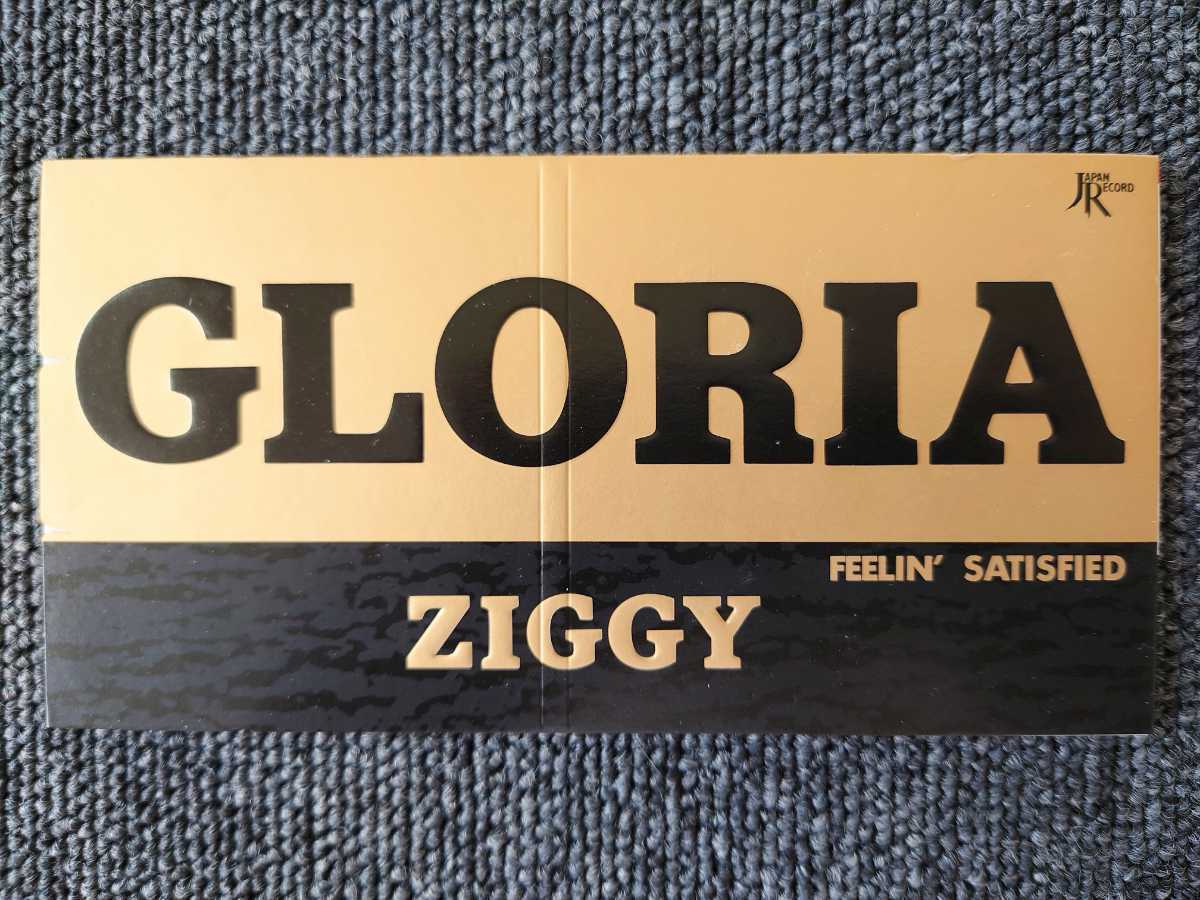 JAPAN RECORD
GLORIA
FEELIN' SATISFIED
ZIGGY